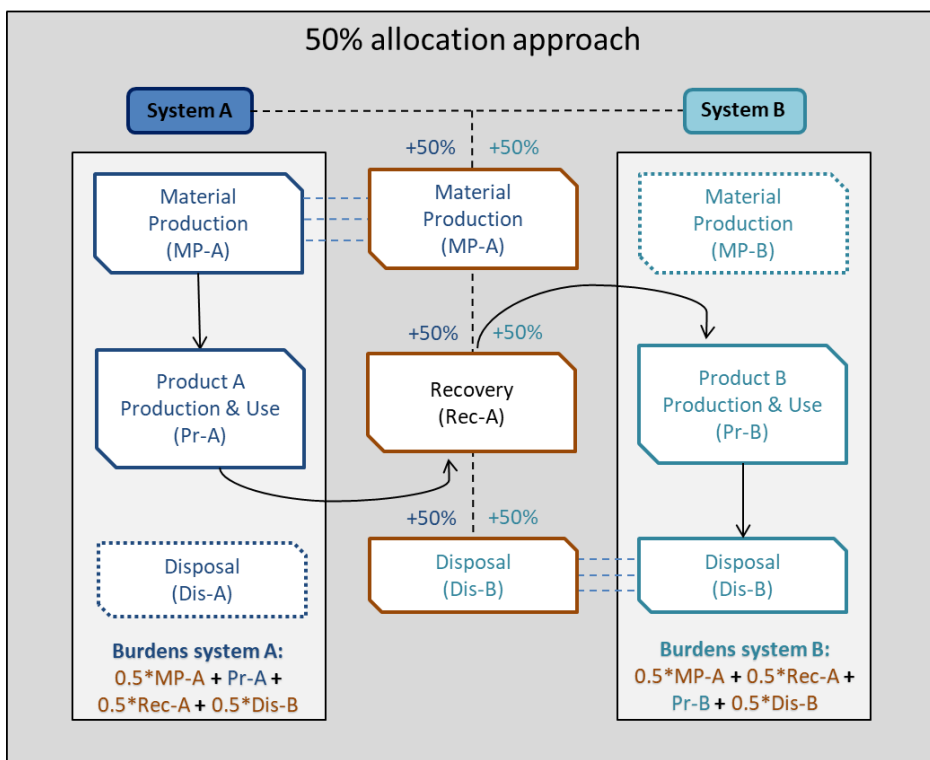 50% allocation approach
System A
System B
+50% +50%
Material
Production
(MP-A)
Material
Production
(MP-A)
Material
Production
(MP-B)
+50% +50%
Product A
Production & Use
(Pr-A)
Recovery
(Rec-A)
Product B
Production & Use
(Pr-B)
+50% +50%
Disposal
(Dis-A)
Disposal
(Dis-B)
Disposal
(Dis-B)
Burdens system A:
0.5*MP-A + Pr-A +
0.5*Rec-A + 0.5*Dis-B
Burdens system B:
0.5*MP-A + 0.5*Rec-A +
Pr-B + 0.5*Dis-B